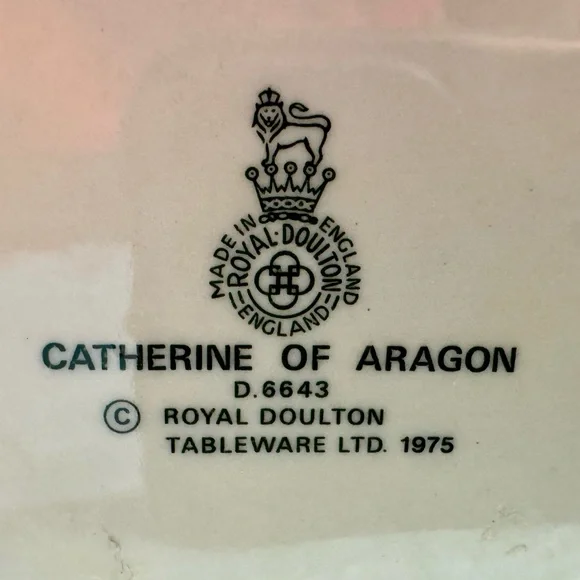 MADE IN ENGLAND
ROYAL·DOULTON
ENGLAND
CATHERINE OF ARAGON
D.6643
© ROYAL DOULTON
TABLEWARE LTD. 1975